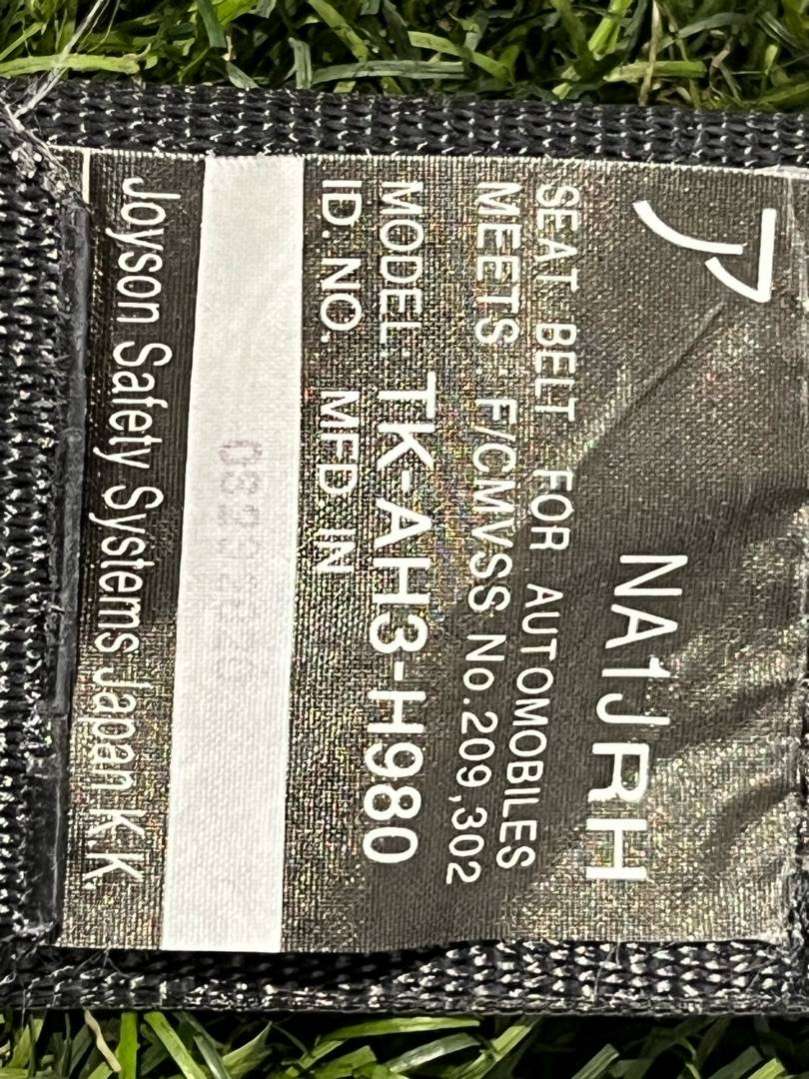 NA1JRH
SEAT BELT FOR AUTOMOBILES
MEETS F/CMVSS No.209,302
MODEL: TK-AH3-H980
ID. NO. MFD IN
Joyson Safety Systems Japan K.K.